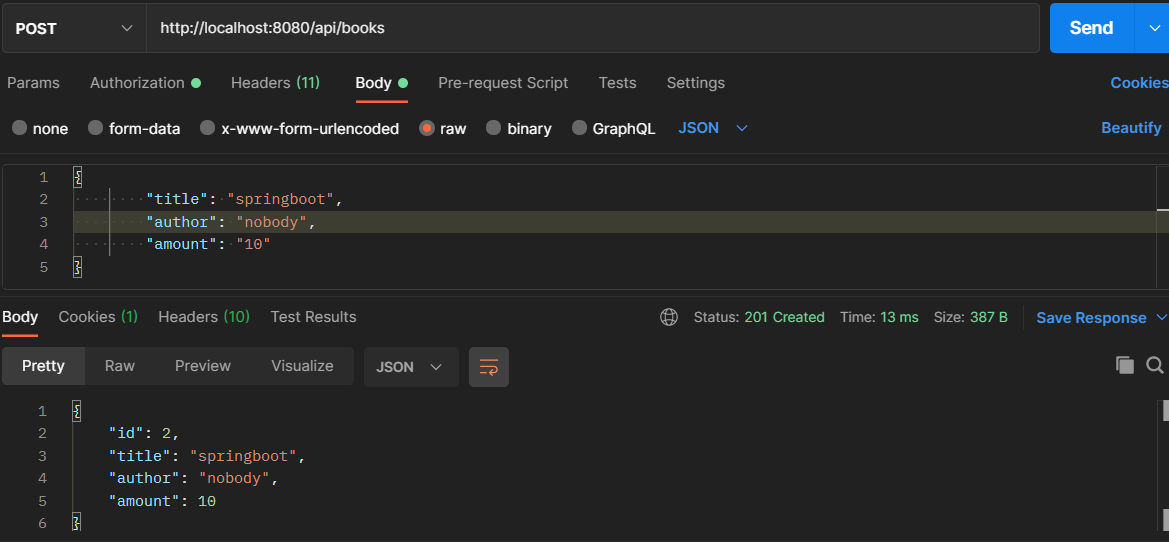 POST http://localhost:8080/api/books Send
Params Authorization Headers (11) Body Pre-request Script Tests Settings Cookies
none form-data x-www-form-urlencoded raw binary GraphQL JSON Beautify
1 {
2 "title": "springboot",
3 "author": "nobody",
4 "amount": "10"
5 }
Body Cookies (1) Headers (10) Test Results Status: 201 Created Time: 13 ms Size: 387 B Save Response
Pretty Raw Preview Visualize JSON
1 {
2 "id": 2,
3 "title": "springboot",
4 "author": "nobody",
5 "amount": 10
6 }